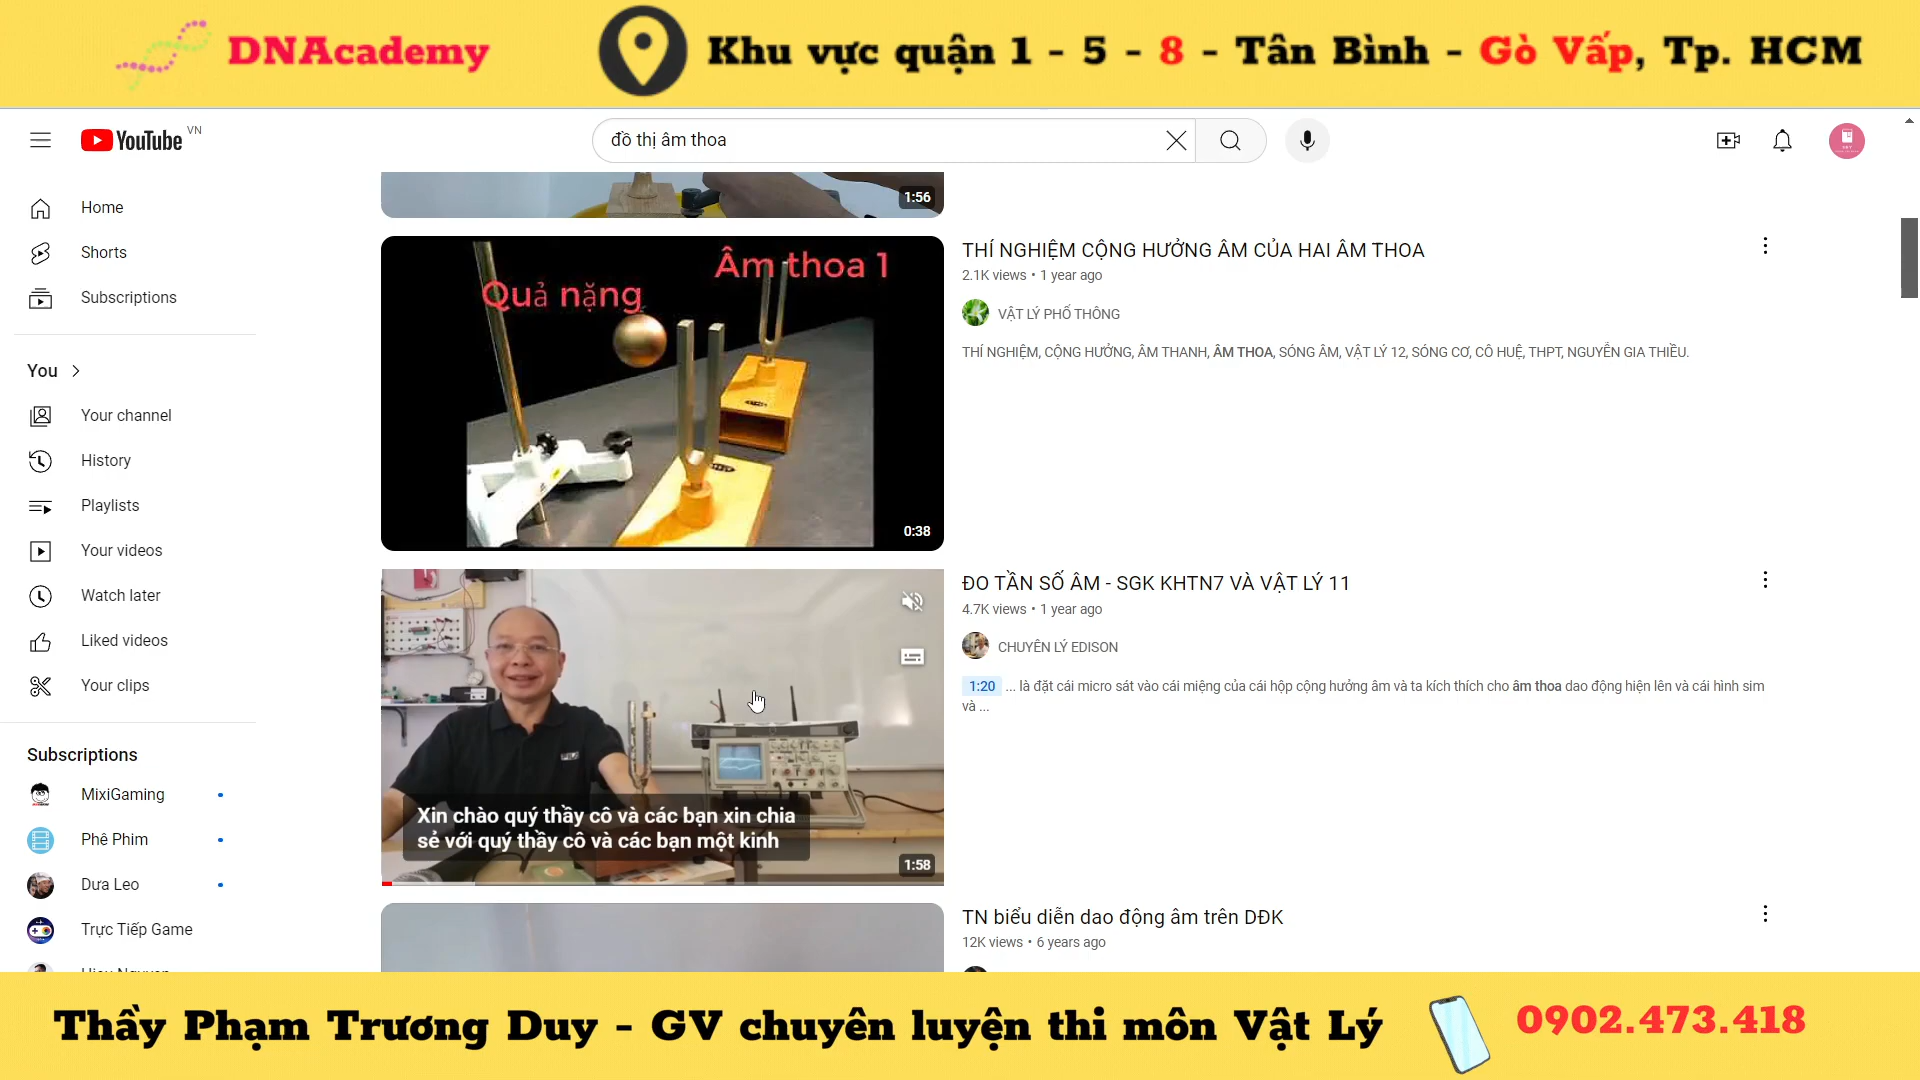 DNAcademy
Khu vực quận 1 - 5 - 8 - Tân Bình - Gò Vấp, Tp. HCM
YouTube VN
đồ thị âm thoa
Home
Shorts
Subscriptions
You
Your channel
History
Playlists
Your videos
Watch later
Liked videos
Your clips
Subscriptions
MixiGaming
Phê Phim
Dưa Leo
Trực Tiếp Game
1:56
Âm thoa 1
Quả nặng
0:38
THÍ NGHIỆM CỘNG HƯỞNG ÂM CỦA HAI ÂM THOA
2.1K views • 1 year ago
VẬT LÝ PHỔ THÔNG
THÍ NGHIỆM, CỘNG HƯỞNG, ÂM THANH, ÂM THOA, SÓNG ÂM, VẬT LÝ 12, SÓNG CƠ, CÔ HUỆ, THPT, NGUYỄN GIA THIỀU.
Xin chào quý thầy cô và các bạn xin chia
sẻ với quý thầy cô và các bạn một kinh
1:58
ĐO TẦN SỐ ÂM - SGK KHTN7 VÀ VẬT LÝ 11
4.7K views • 1 year ago
CHUYÊN LÝ EDISON
1:20 ... là đặt cái micro sát vào cái miệng của cái hộp cộng hưởng âm và ta kích thích cho âm thoa dao động hiện lên và cái hình sim
và ...
TN biểu diễn dao động âm trên DĐK
12K views • 6 years ago
Thầy Phạm Trương Duy - GV chuyên luyện thi môn Vật Lý
0902.473.418